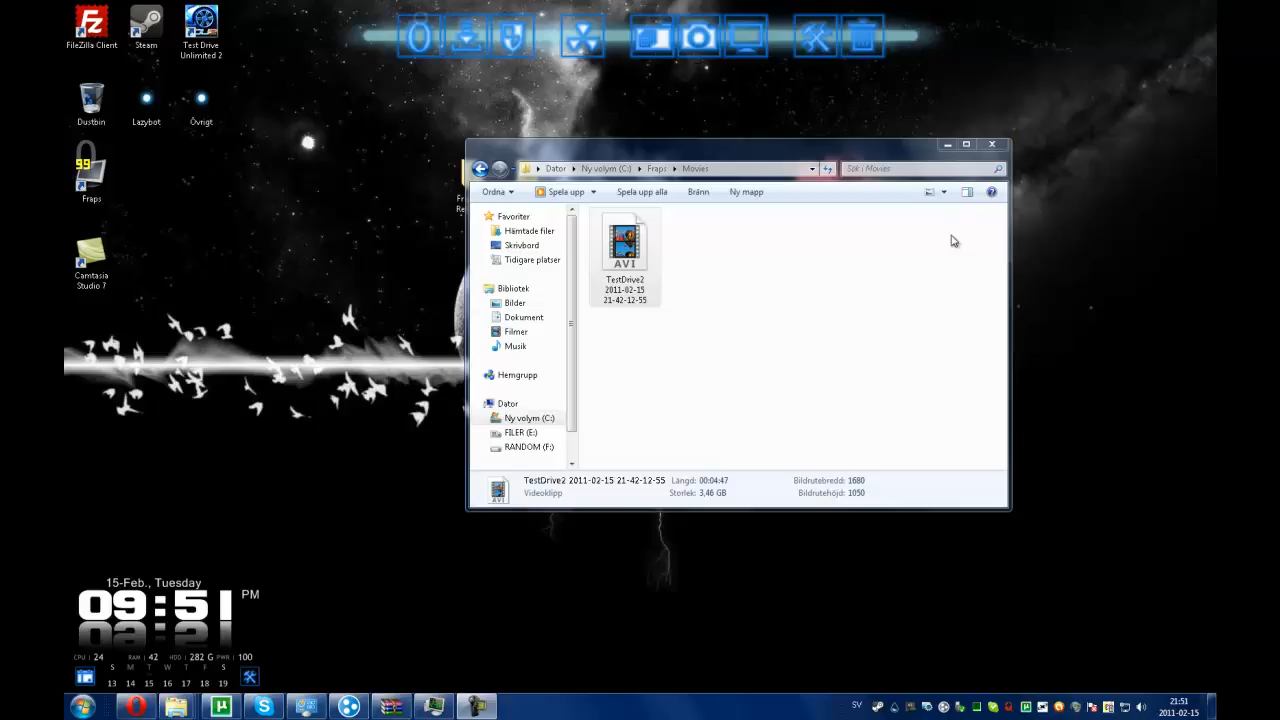 FileZilla Client
Steam
Test Drive
Unlimited 2
Dustbin
Lazybot
Övrigt
99
Fraps
Camtasia
Studio 7
Dator
Ny volym (C:)
Fraps
Movies
Sök i Movies
Ordna
Spela upp
Spela upp alla
Bränn
Ny mapp
Favoriter
Hämtade filer
Skrivbord
Tidigare platser
Bibliotek
Bilder
Dokument
Filmer
Musik
Hemgrupp
Dator
Ny volym (C:)
FILER (E:)
RANDOM (F:)
AVI
TestDrive2
2011-02-15
21-42-12-55
TestDrive2 2011-02-15 21-42-12-55
Videoklipp
Längd: 00:04:47
Storlek: 3,46 GB
Bildrutebredd: 1680
Bildrutehöjd: 1050
15-Feb., Tuesday
09:51 PM
CPU | 24 RAM | 42 HDD | 282 G PWR | 100
S M T W T F S
13 14 15 16 17 18 19
SV
21:51
2011-02-15